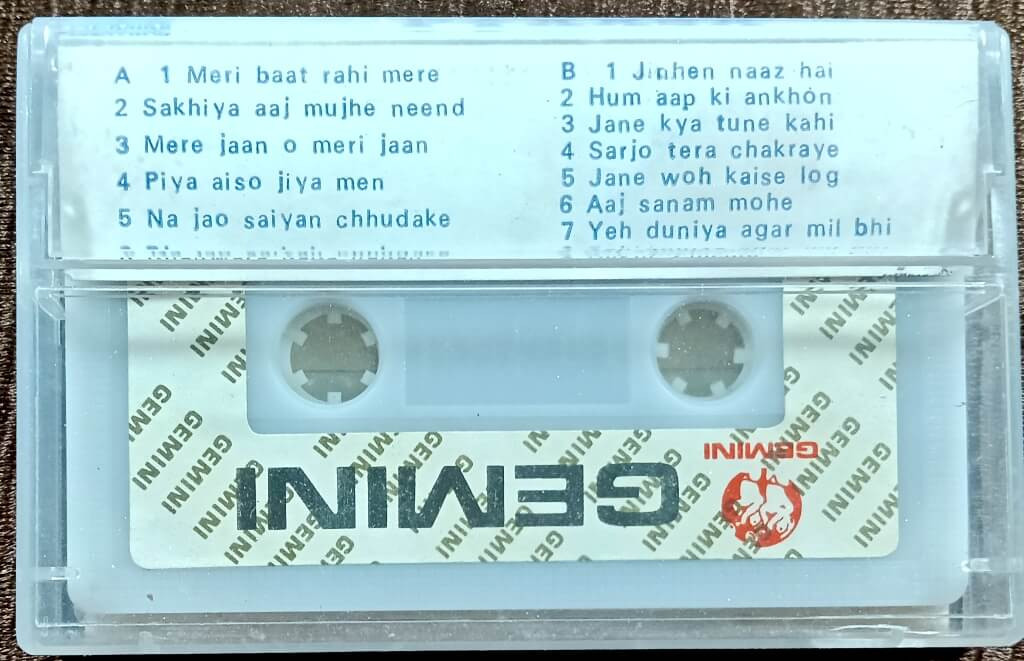 A 1 Meri baat rahi mere
2 Sakhiya aaj mujhe neend
3 Mere jaan o meri jaan
4 Piya aiso jiya men
5 Na jao saiyan chhudake
B 1 Jinhen naaz hai
2 Hum aap ki ankhon
3 Jane kya tune kahi
4 Sarjo tera chakraye
5 Jane woh kaise log
6 Aaj sanam mohe
7 Yeh duniya agar mil bhi
GEMINI
GEMINI